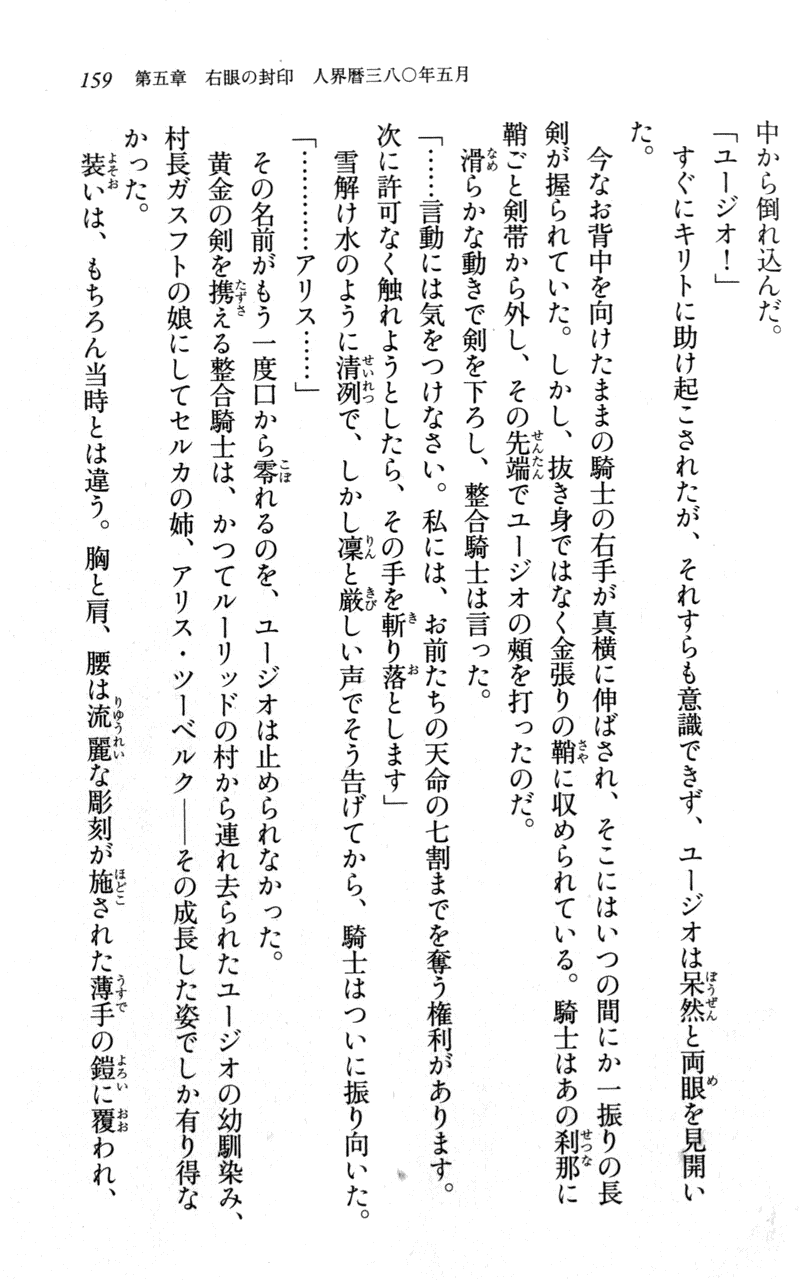 159 第五章 右眼の封印 人界暦三八〇年五月
中から倒れ込んだ。
「ユージオ！」
すぐにキリトに助け起こされたが、それすらも意識できず、ユージオは呆然と両眼を見開い
た。
今なお背中を向けたままの騎士の右手が真横に伸ばされ、そこにはいつの間にか一振りの長
剣が握られていた。しかし、抜き身ではなく金張りの鞘に収められている。騎士はあの刹那に
鞘ごと剣帯から外し、その先端でユージオの頰を打ったのだ。
滑らかな動きで剣を下ろし、整合騎士は言った。
「……言動には気をつけなさい。私には、お前たちの天命の七割までを奪う権利があります。
次に許可なく触れようとしたら、その手を斬り落とします」
雪解け水のように清冽で、しかし凜と厳しい声でそう告げてから、騎士はついに振り向いた。
「…………アリス……」
その名前がもう一度口から零れるのを、ユージオは止められなかった。
黄金の剣を携える整合騎士は、かつてルーリッドの村から連れ去られたユージオの幼馴染み、
村長ガスフトの娘にしてセルカの姉、アリス・ツーベルク――その成長した姿でしか有り得な
かった。
装いは、もちろん当時とは違う。胸と肩、腰は流麗な彫刻が施された薄手の鎧に覆われ、